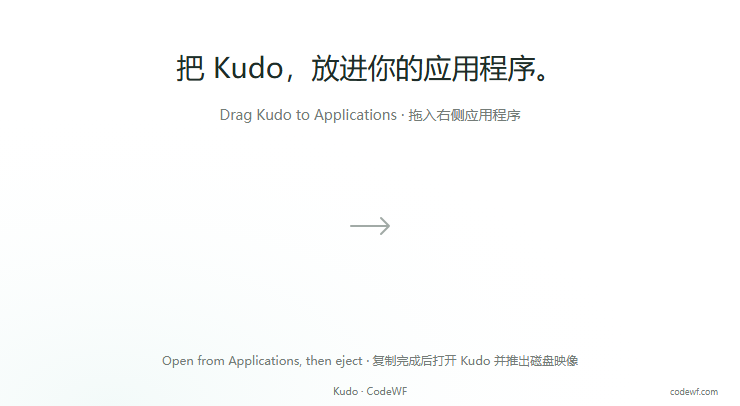 把 Kudo，放进你的应用程序。
Drag Kudo to Applications · 拖入右侧应用程序
Open from Applications, then eject · 复制完成后打开 Kudo 并推出磁盘映像
Kudo · CodeWF
codewf.com